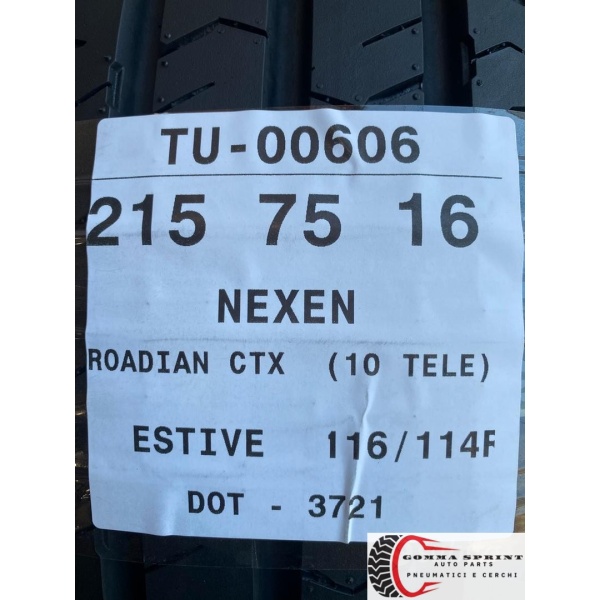 TU-00606
215 75 16
NEXEN
ROADIAN CTX (10 TELE)
ESTIVE 116/114R
DOT - 3721
GOMMA SPRINT
AUTO PARTS
PNEUMATICI E CERCHI